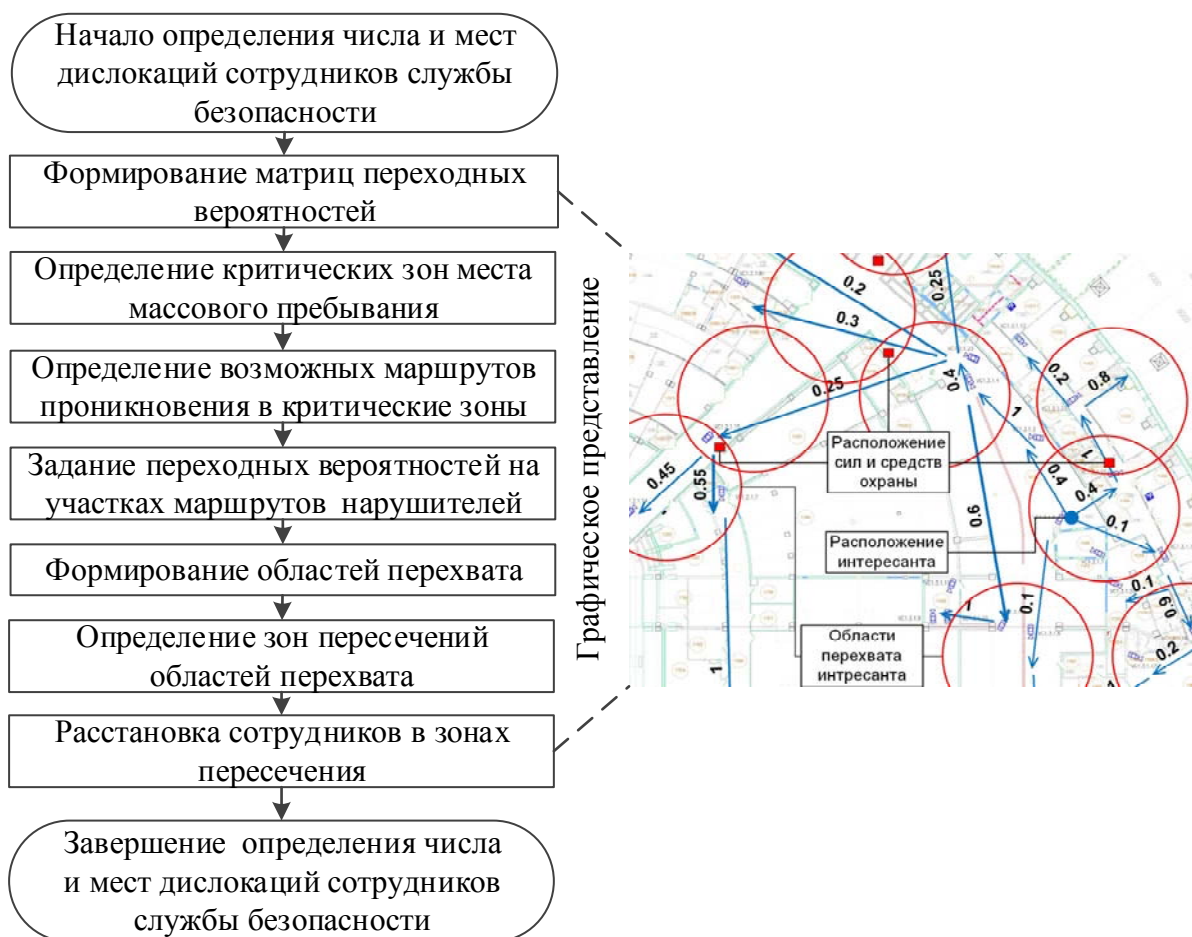 Начало определения числа и мест
дислокаций сотрудников службы
безопасности
Формирование матриц переходных
вероятностей
Определение критических зон места
массового пребывания
Определение возможных маршрутов
проникновения в критические зоны
Задание переходных вероятностей на
участках маршрутов нарушителей
Формирование областей перехвата
Определение зон пересечений
областей перехвата
Расстановка сотрудников в зонах
пересечения
Завершение определения числа
и мест дислокаций сотрудников
службы безопасности
Графическое представление
0.2
0.25
0.3
0.25
0.4
0.2
0.8
1
Расположение
сил и средств
охраны
1
0.45
0.55
0.4
0.4
0.1
0.6
Расположение
интересанта
0.1
0.1
0.9
1
Области
перехвата
интресанта
0.2
1